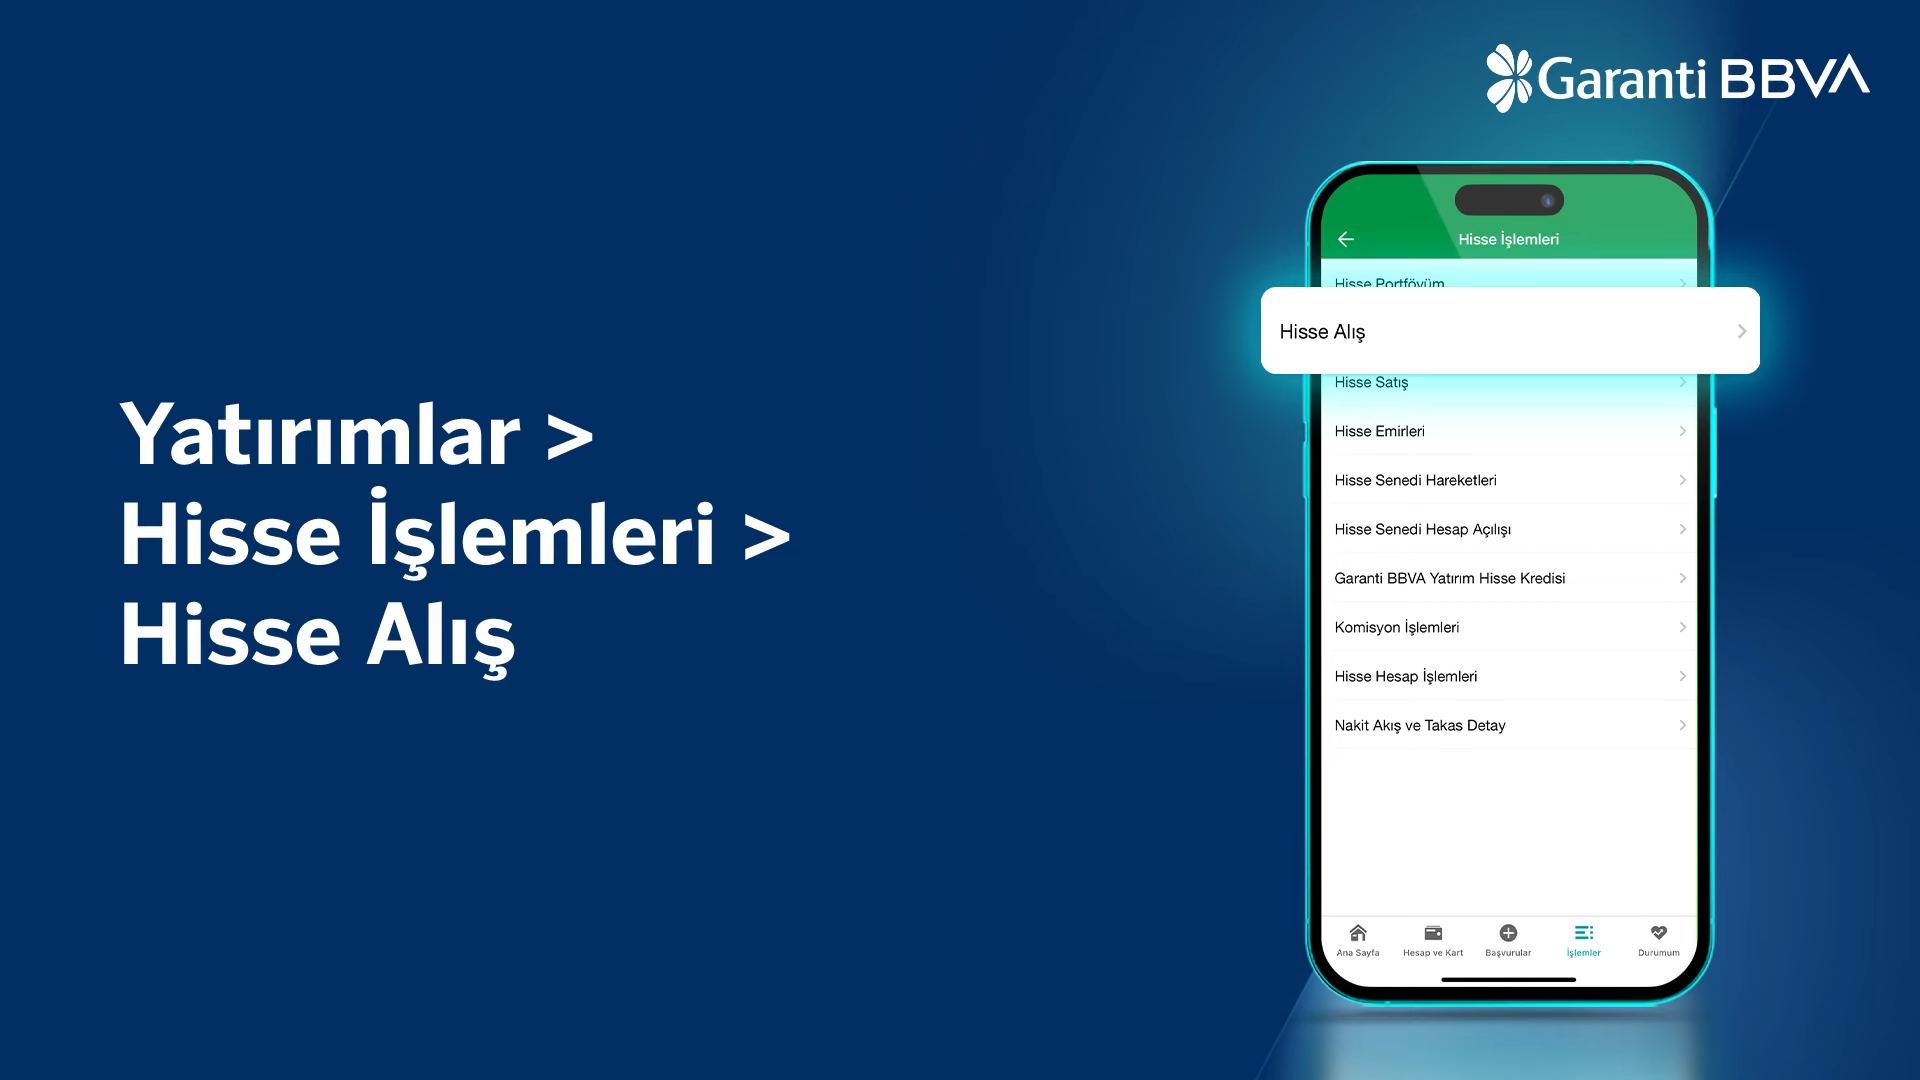 Garanti BBVA
Yatırımlar >
Hisse İşlemleri >
Hisse Alış
Hisse İşlemleri
Hisse Portföyüm
Hisse Alış
Hisse Satış
Hisse Emirleri
Hisse Senedi Hareketleri
Hisse Senedi Hesap Açılışı
Garanti BBVA Yatırım Hisse Kredisi
Komisyon İşlemleri
Hisse Hesap İşlemleri
Nakit Akış ve Takas Detay
Ana Sayfa
Hesap ve Kart
Başvurular
İşlemler
Durumum